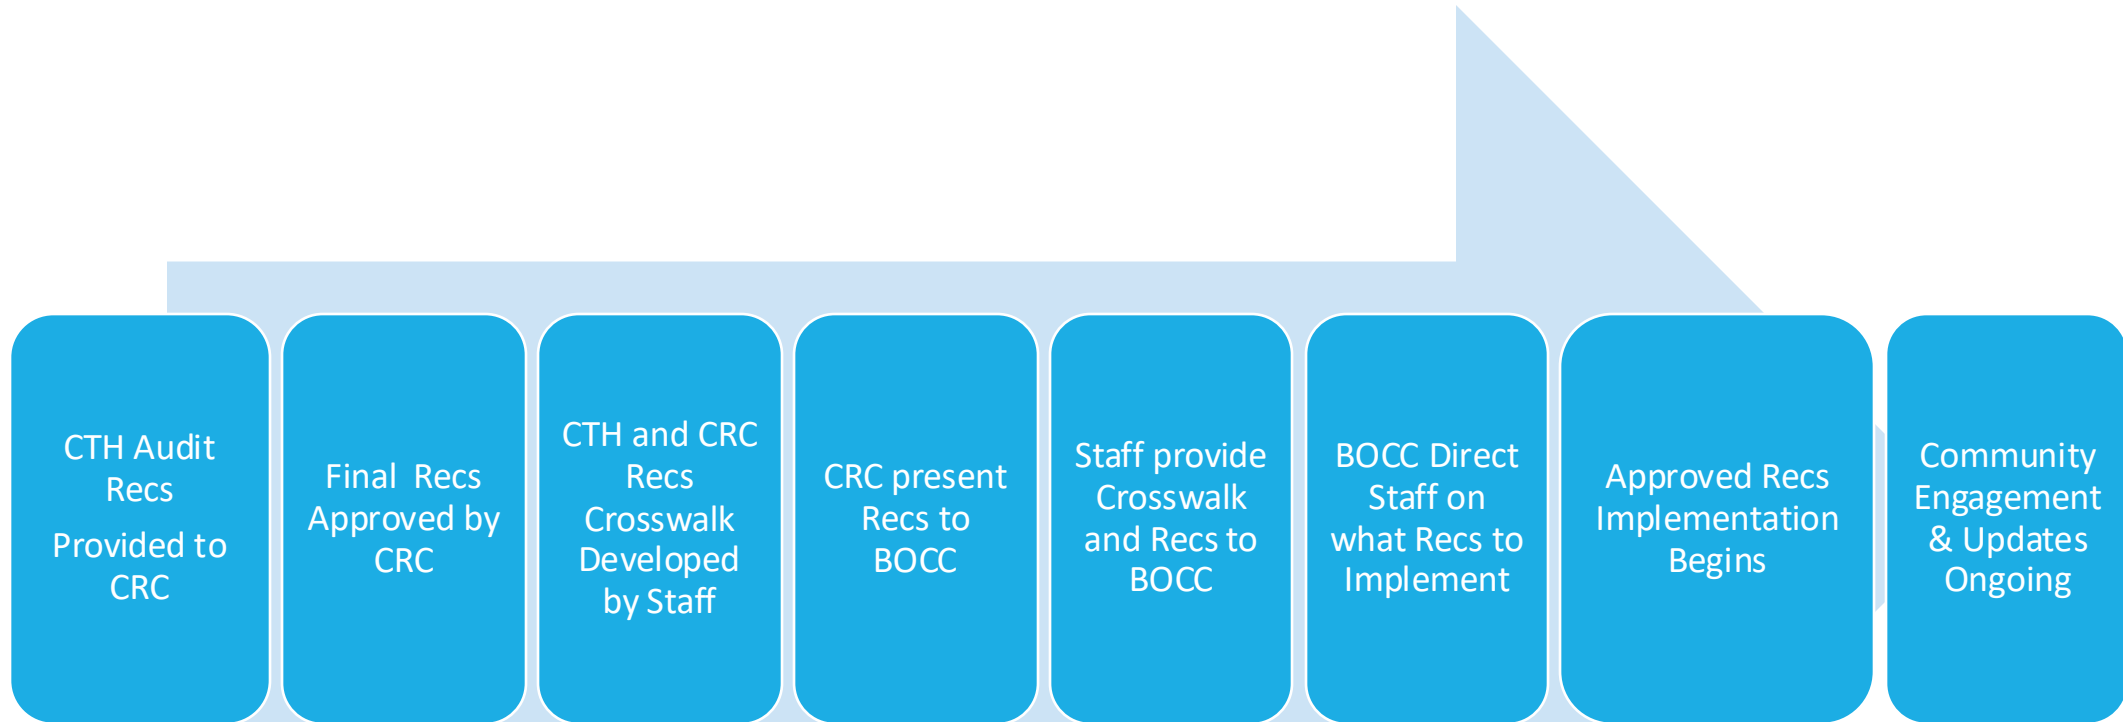 CTH Audit
Recs
Provided to
CRC
Final Recs
Approved by
CRC
CTH and CRC
Recs
Crosswalk
Developed
by Staff
CRC present
Recs to
BOCC
Staff provide
Crosswalk
and Recs to
BOCC
BOCC Direct
Staff on
what Recs to
Implement
Approved Recs
Implementation
Begins
Community
Engagement
& Updates
Ongoing